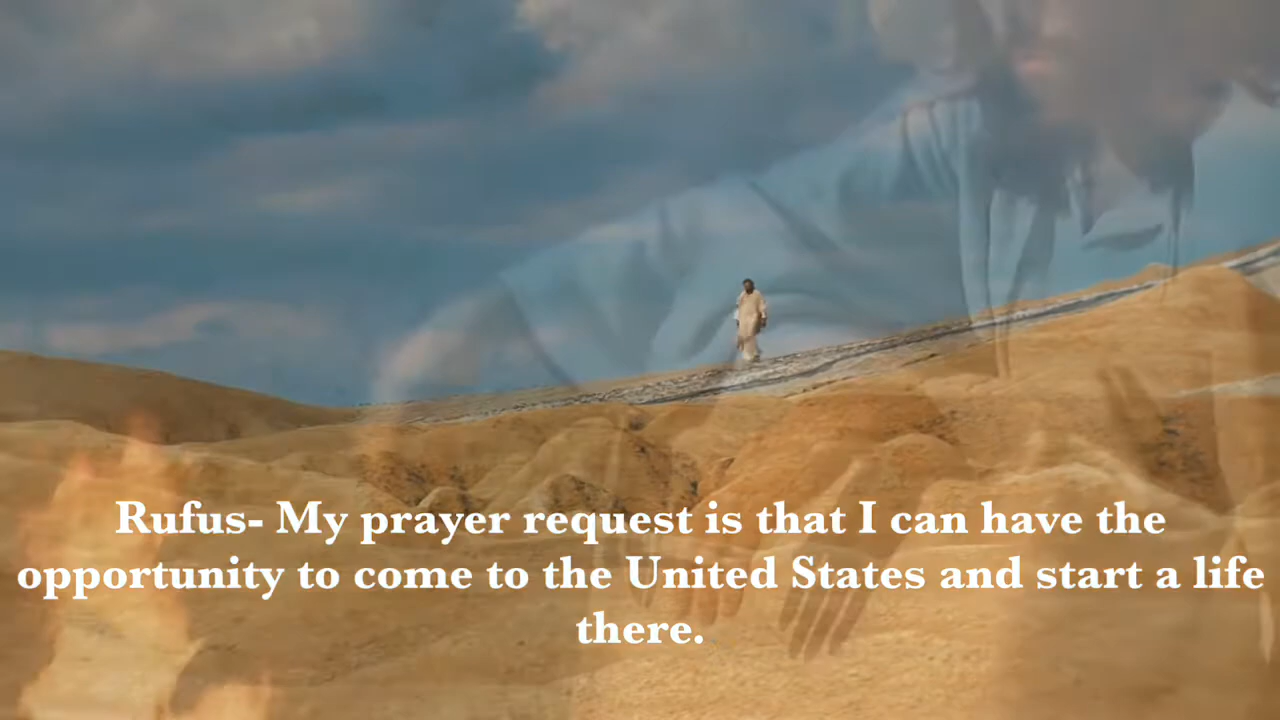 Rufus- My prayer request is that I can have the
opportunity to come to the United States and start a life
there.